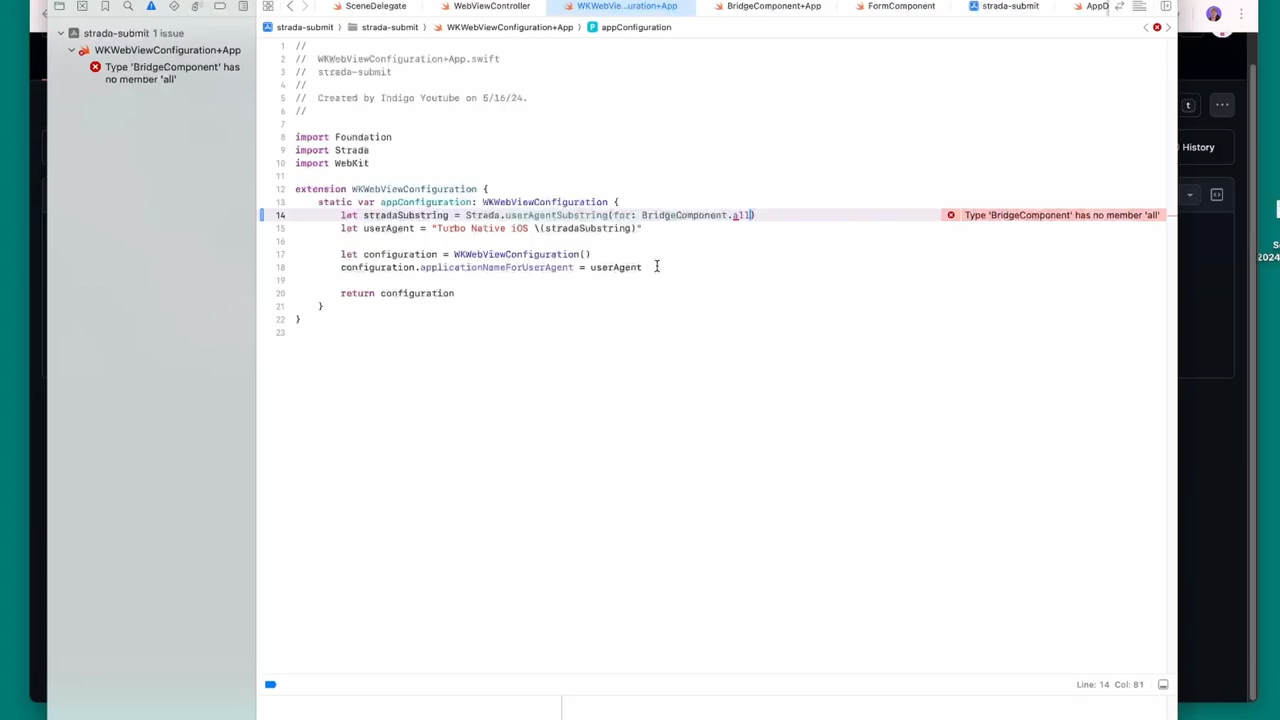 SceneDelegate
WebViewController
WKWebVie...uration+App
BridgeComponent+App
FormComponent
strada-submit
AppD
strada-submit 1 issue
WKWebViewConfiguration+App
Type 'BridgeComponent' has
no member 'all'
strada-submit
strada-submit
WKWebViewConfiguration+App
appConfiguration
1 //
2 // WKWebViewConfiguration+App.swift
3 // strada-submit
4 //
5 // Created by Indigo Youtube on 5/16/24.
6 //
7
8 import Foundation
9 import Strada
10 import WebKit
11
12 extension WKWebViewConfiguration {
13 static var appConfiguration: WKWebViewConfiguration {
14 let stradaSubstring = Strada.userAgentSubstring(for: BridgeComponent.all)
Type 'BridgeComponent' has no member 'all'
15 let userAgent = "Turbo Native iOS \(stradaSubstring)"
16
17 let configuration = WKWebViewConfiguration()
18 configuration.applicationNameForUserAgent = userAgent
19
20 return configuration
21 }
22 }
23
Line: 14 Col: 81
t
History
2024